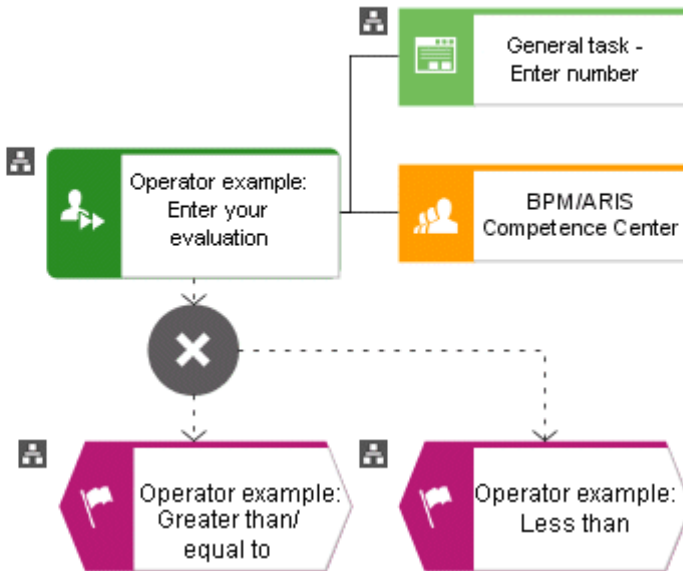 General task -
Enter number
Operator example:
Enter your
evaluation
BPM/ARIS
Competence Center
Operator example:
Greater than/
equal to
Operator example:
Less than